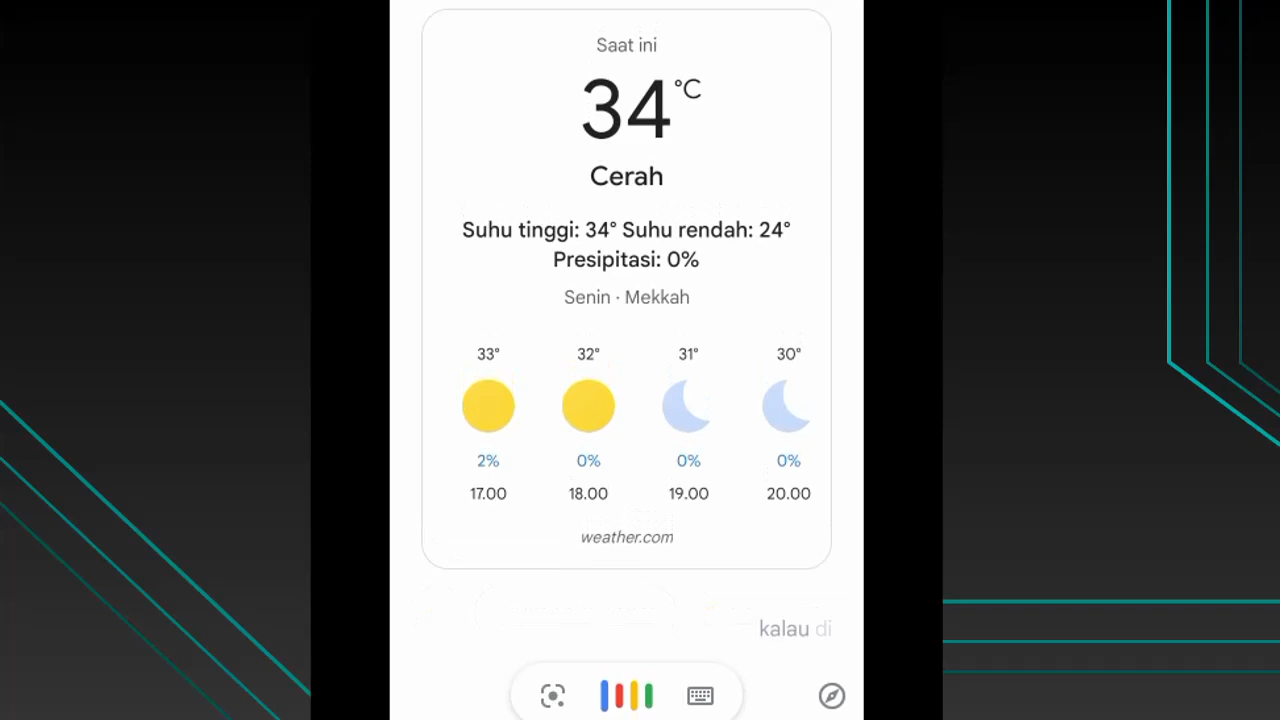 Saat ini
34 °C
Cerah
Suhu tinggi: 34° Suhu rendah: 24°
Presipitasi: 0%
Senin · Mekkah
33° 32° 31° 30°
2% 0% 0% 0%
17.00 18.00 19.00 20.00
weather.com
kalau di